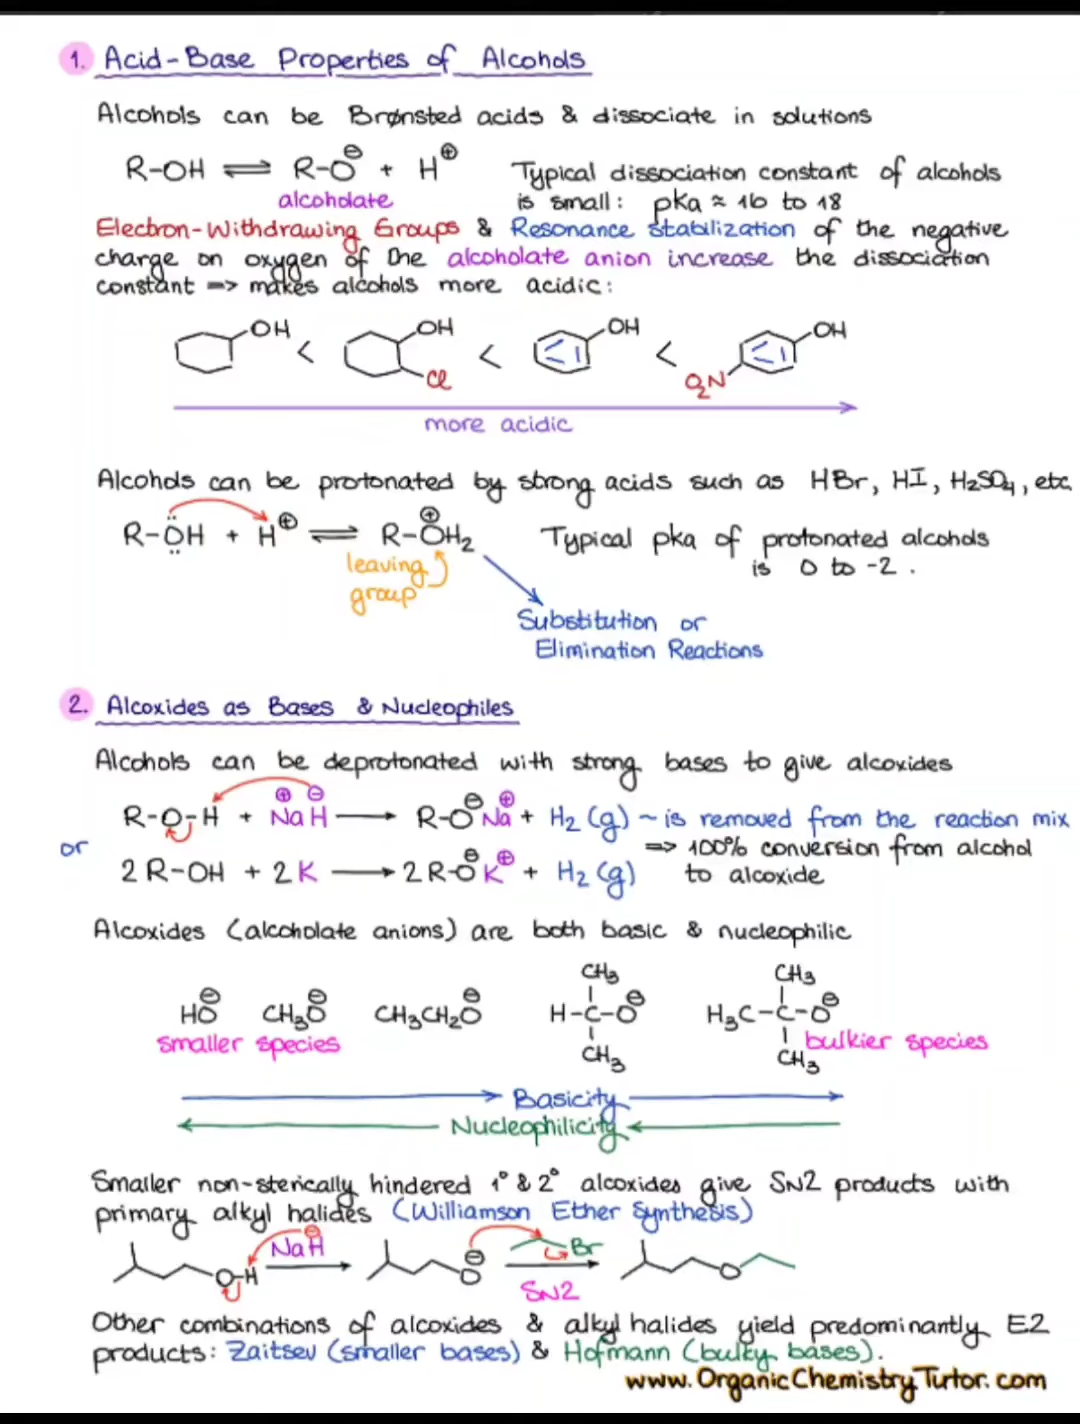 1. Acid-Base Properties of Alcohols
Alcohols can be Brønsted acids & dissociate in solutions
R-OH ⇌ R-O⊖ + H⊕
alcoholate
Typical dissociation constant of alcohols
is small: pka ≈ 16 to 18
Electron-Withdrawing Groups & Resonance stabilization of the negative
charge on oxygen of the alcoholate anion increase the dissociation
constant => makes alcohols more acidic:
OH < OH Cl < OH < O₂N OH
more acidic
Alcohols can be protonated by strong acids such as HBr, HI, H₂SO₄, etc
R-ÖH + H⊕ ⇌ R-O⊕H₂
leaving
group
Typical pka of protonated alcohols
is 0 to -2.
Substitution or
Elimination Reactions
2. Alcoxides as Bases & Nucleophiles
Alcohols can be deprotonated with strong bases to give alcoxides
R-O-H + Na⊕H⊖ → R-O⊖Na⊕ + H₂ (g) ~ is removed from the reaction mix
or
2 R-OH + 2K → 2 R-O⊖K⊕ + H₂ (g)
=> 100% conversion from alcohol
to alcoxide
Alcoxides (alcoholate anions) are both basic & nucleophilic
CH₃ CH₃
HO⊖ CH₃O⊖ CH₃CH₂O⊖ H-C-O⊖ H₃C-C-O⊖
CH₃ CH₃
smaller species bulkier species
Basicity
Nucleophilicity
Smaller non-sterically hindered 1° & 2° alcoxides give SN2 products with
primary alkyl halides (Williamson Ether Synthesis)
O-H NaH⊖ O⊖ Br O
SN2
Other combinations of alcoxides & alkyl halides yield predominantly E2
products: Zaitsev (smaller bases) & Hofmann (bulky bases).
www.OrganicChemistryTutor.com